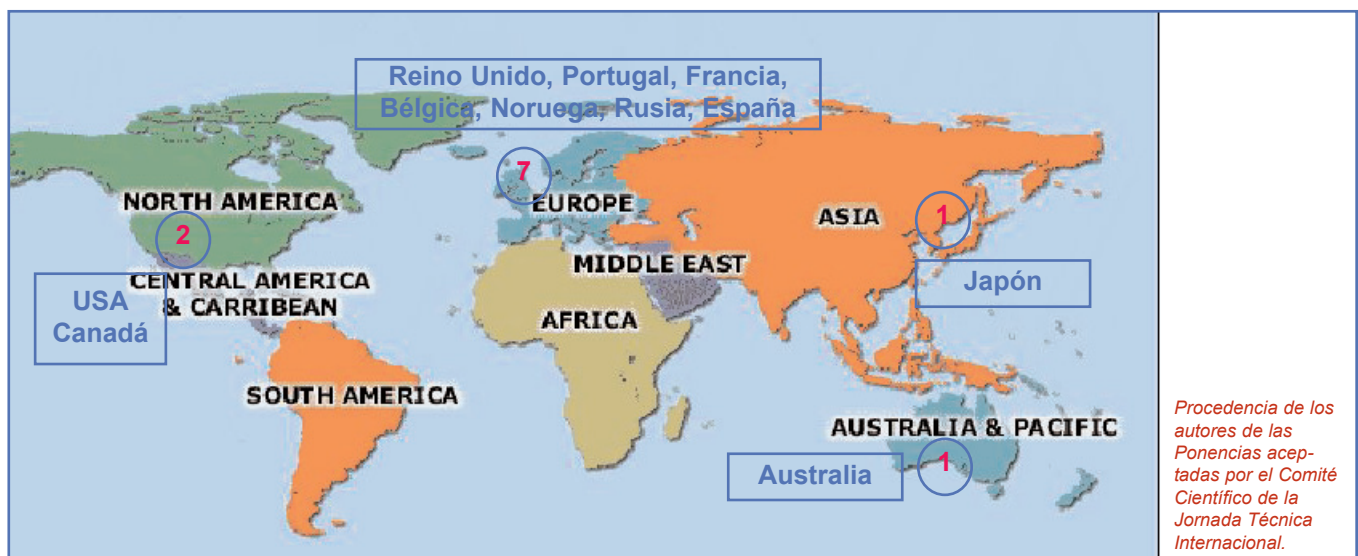 Reino Unido, Portugal, Francia,
Bélgica, Noruega, Rusia, España
7
NORTH AMERICA
EUROPE
ASIA
1
2
MIDDLE EAST
CENTRAL AMERICA
& CARRIBEAN
USA
Canadá
Japón
AFRICA
SOUTH AMERICA
AUSTRALIA & PACIFIC
1
Australia
Procedencia de los
autores de las
Ponencias acep-
tadas por el Comité
Científico de la
Jornada Técnica
Internacional.